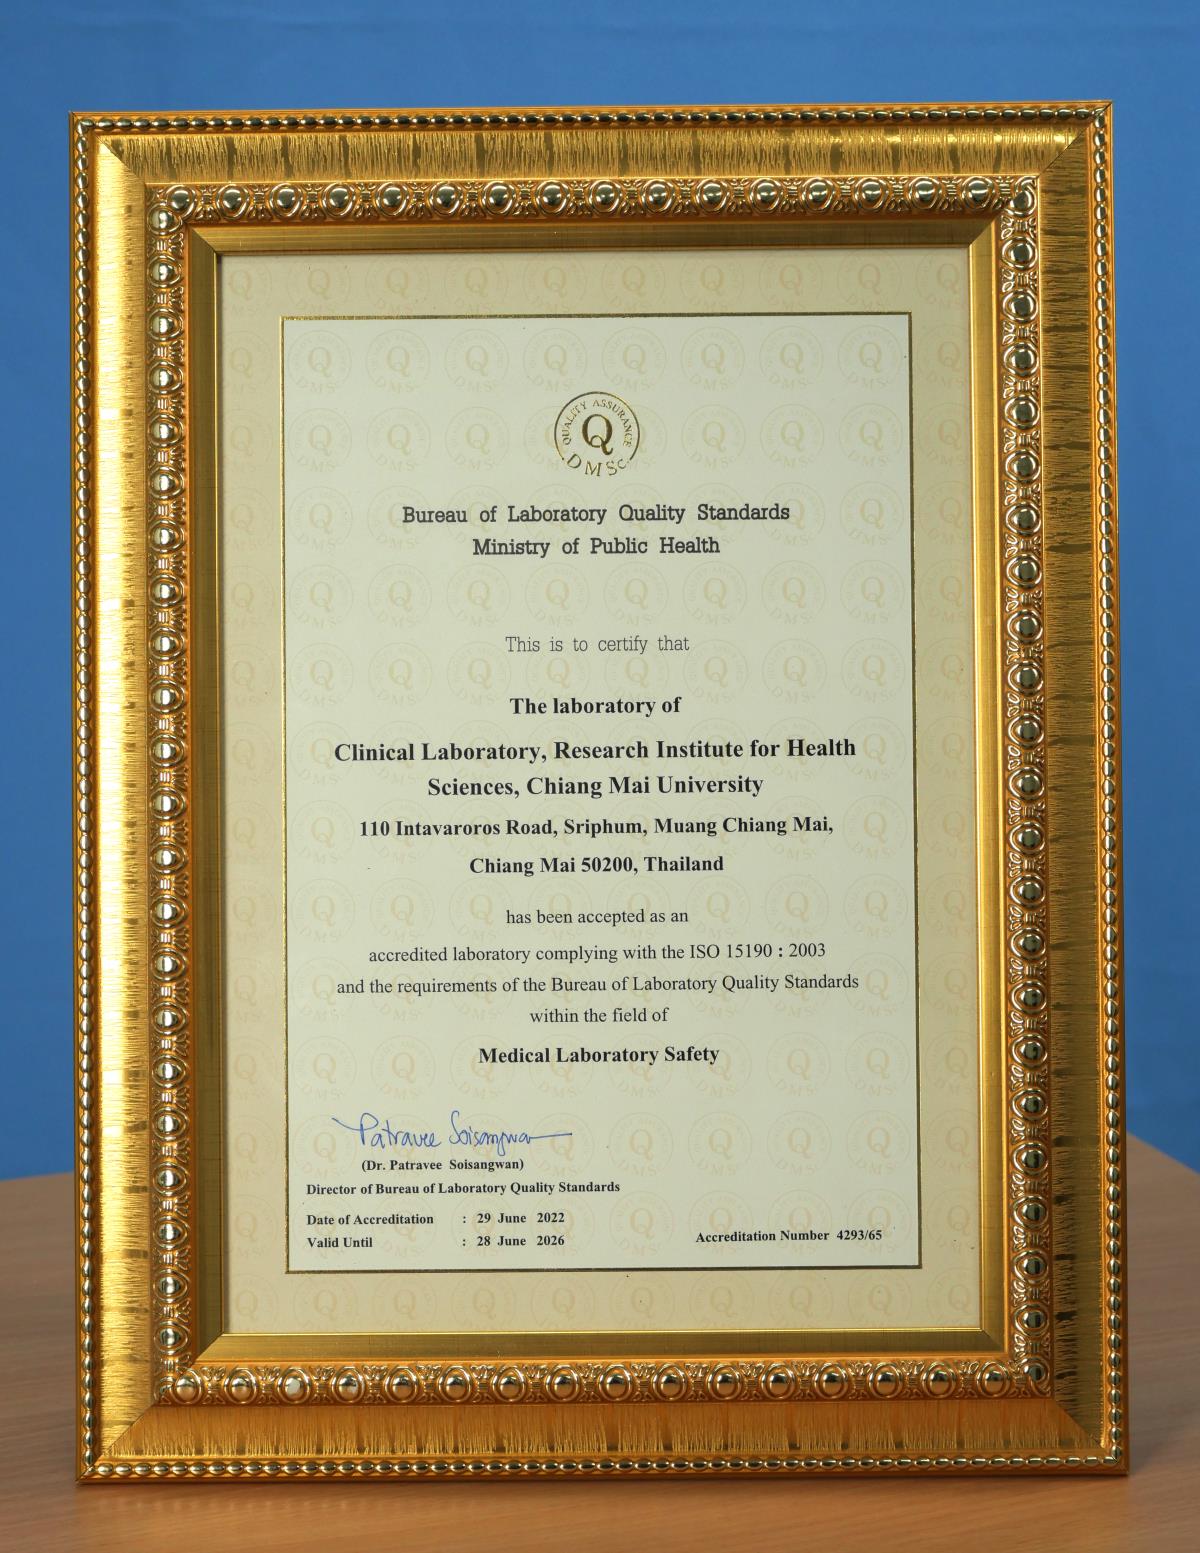 QUALITY ASSURANCE
Q
DMSc
Bureau of Laboratory Quality Standards
Ministry of Public Health
This is to certify that
The laboratory of
Clinical Laboratory, Research Institute for Health
Sciences, Chiang Mai University
110 Intavaroros Road, Sriphum, Muang Chiang Mai,
Chiang Mai 50200, Thailand
has been accepted as an
accredited laboratory complying with the ISO 15190 : 2003
and the requirements of the Bureau of Laboratory Quality Standards
within the field of
Medical Laboratory Safety
Patravee Soisangwan
(Dr. Patravee Soisangwan)
Director of Bureau of Laboratory Quality Standards
Date of Accreditation : 29 June 2022
Valid Until : 28 June 2026
Accreditation Number 4293/65